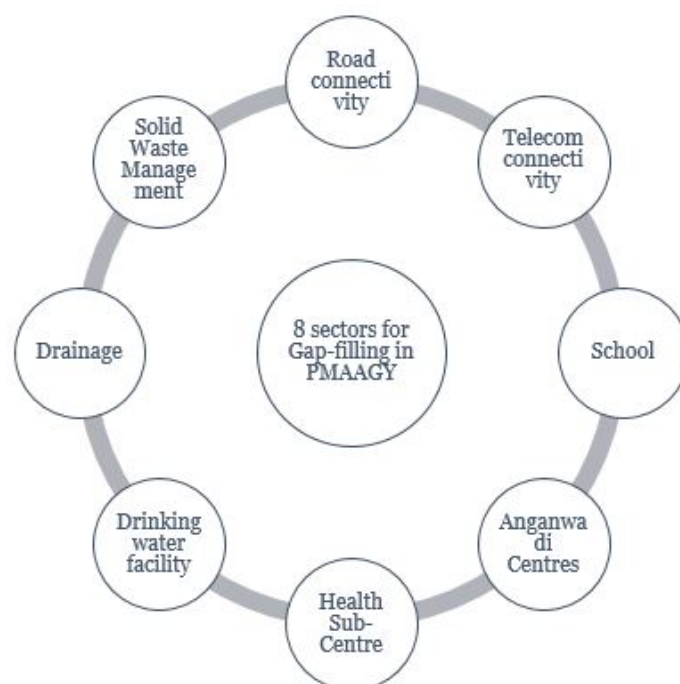 Road
connecti
vity
Telecom
connecti
vity
School
Anganwa
di
Centres
Health
Sub-
Centre
Drinking
water
facility
Drainage
Solid
Waste
Manage
ment
8 sectors for
Gap-filling in
PMAAGY